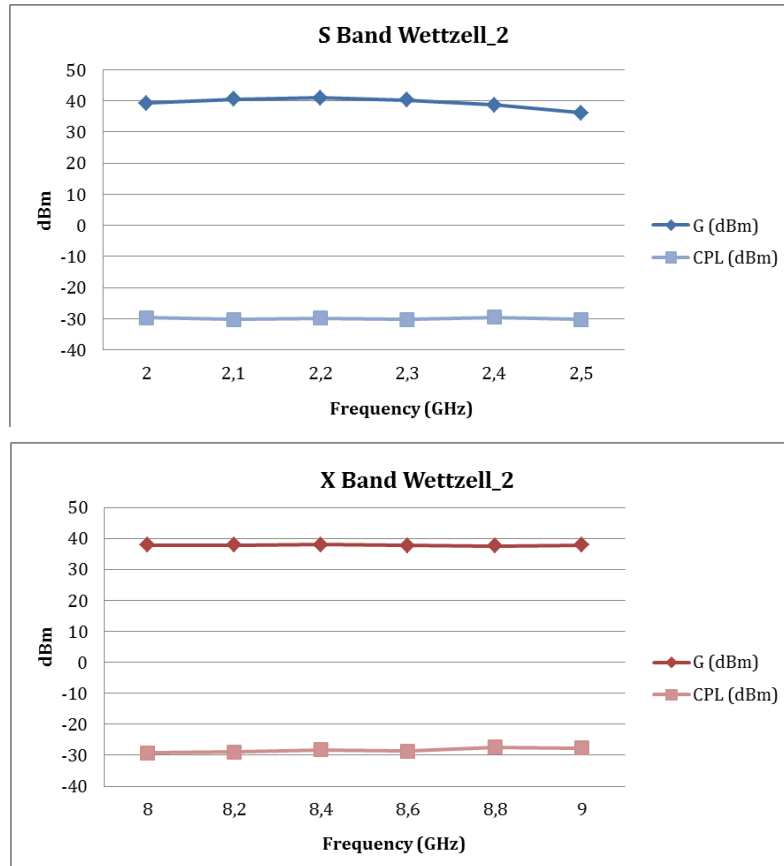 S Band Wettzell_2
50
40
30
20
10
0
-10
-20
-30
-40
dBm
2 2,1 2,2 2,3 2,4 2,5
Frequency (GHz)
G (dBm)
CPL (dBm)
X Band Wettzell_2
50
40
30
20
10
0
-10
-20
-30
-40
dBm
8 8,2 8,4 8,6 8,8 9
Frequency (GHz)
G (dBm)
CPL (dBm)